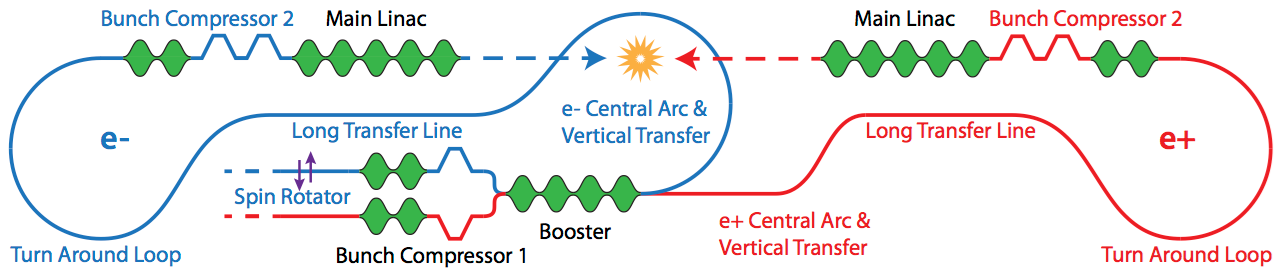 Bunch Compressor 2
Main Linac
Main Linac
Bunch Compressor 2
e- Central Arc &
Vertical Transfer
e-
Long Transfer Line
Long Transfer Line
e+
Spin Rotator
e+ Central Arc &
Vertical Transfer
Booster
Turn Around Loop
Bunch Compressor 1
Turn Around Loop